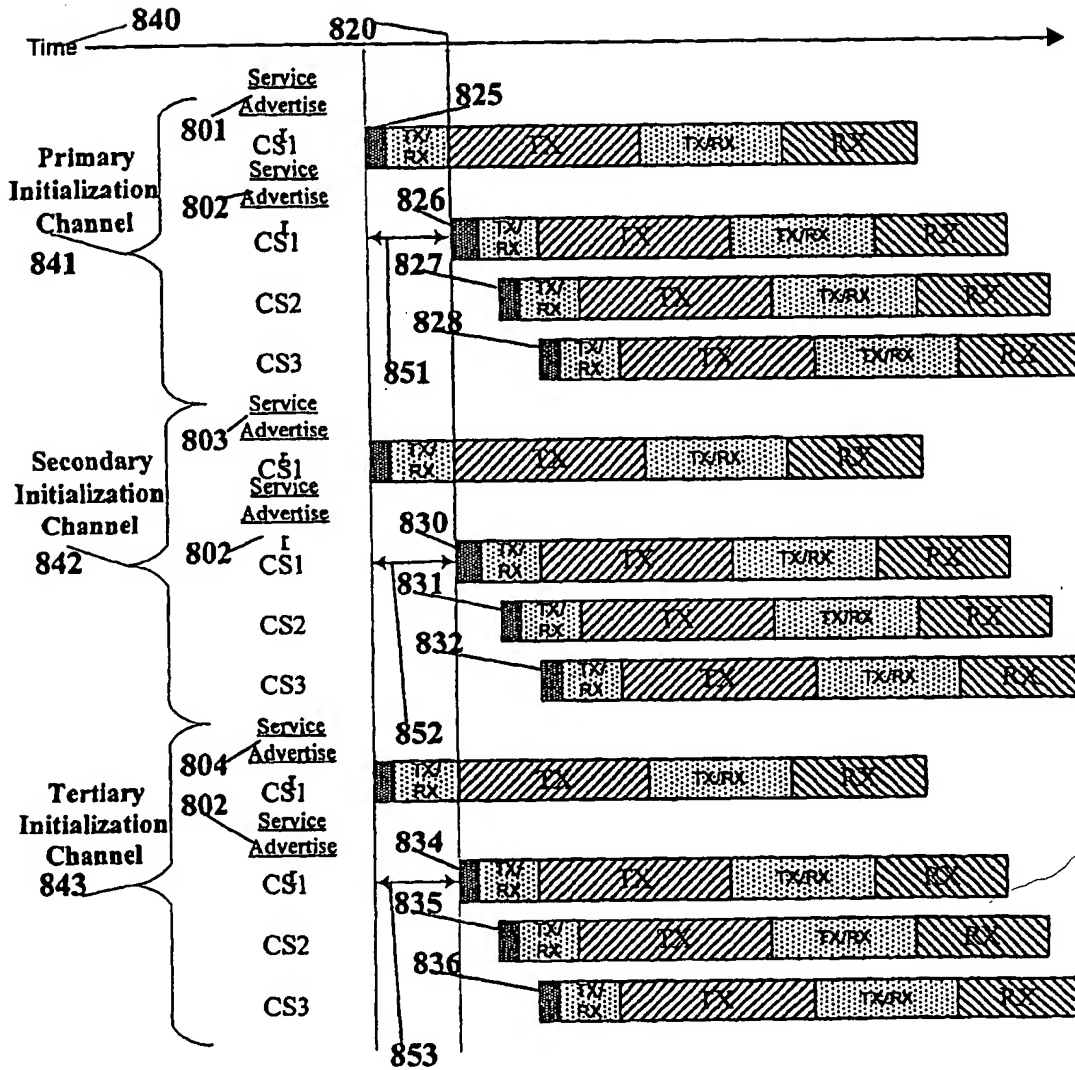 840
820
Time
Service
Advertise
r
825
801
CS1
TX/
RX
TX
TX/RX
RX
Primary
Initialization
Channel
841
Service
802
Advertise
r
826
CS1
TX/
RX
TX
TX/RX
RX
827
CS2
TX/
RX
TX
TX/RX
RX
828
CS3
TX/
RX
TX
TX/RX
RX
851
Service
803
Advertise
r
CS1
TX/
RX
TX
TX/RX
RX
Secondary
Initialization
Channel
842
Service
Advertise
802
r
830
CS1
TX/
RX
TX
TX/RX
RX
831
CS2
TX/
RX
TX
TX/RX
RX
832
CS3
TX/
RX
TX
TX/RX
RX
852
Service
804
Advertise
r
CS1
TX/
RX
TX
TX/RX
RX
Tertiary
Initialization
Channel
843
802
Service
Advertise
r
834
CS1
TX/
RX
TX
TX/RX
RX
835
CS2
TX/
RX
TX
TX/RX
RX
836
CS3
TX/
RX
TX
TX/RX
RX
853